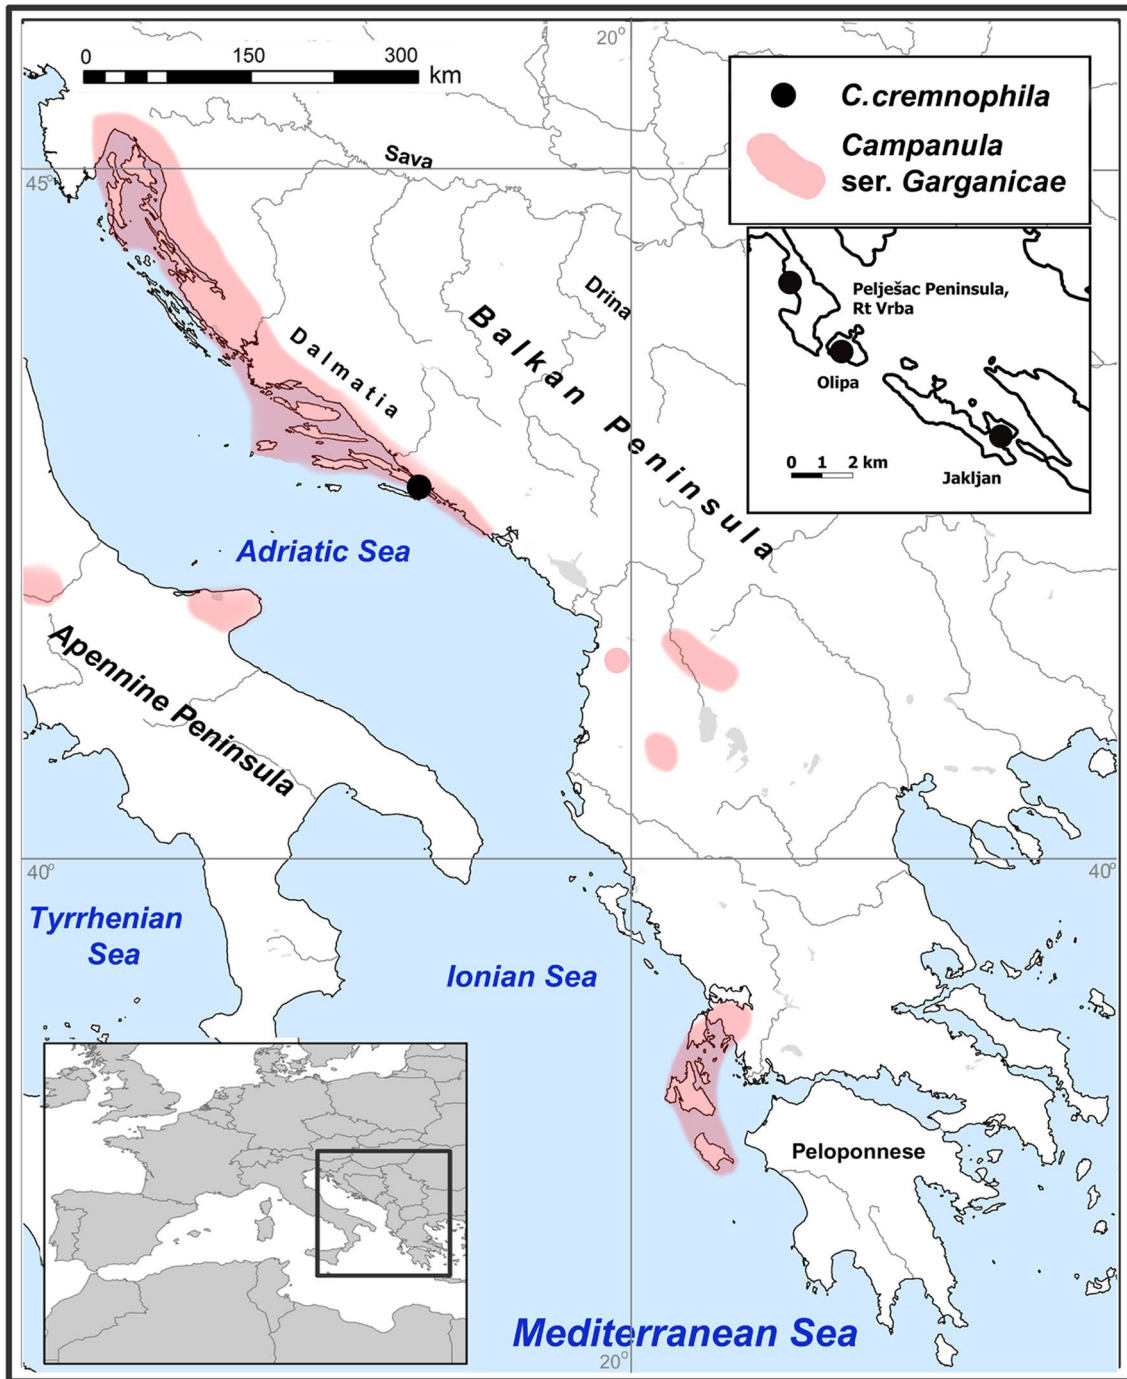 0 150 300 km
20°
C.cremnophila
Campanula
ser. Garganicae
Sava
45°
Drina
Pelješac Peninsula,
Rt Vrba
Olipa
0 1 2 km
Jakljan
Dalmatia
Balkan Peninsula
Adriatic Sea
Apennine Peninsula
40°
40°
Tyrrhenian
Sea
Ionian Sea
Peloponnese
Mediterranean Sea
20°